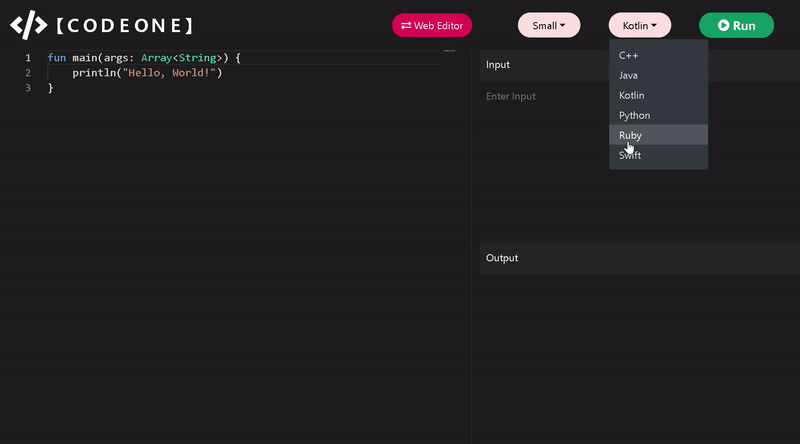 </>【CODEONE】
⇄ Web Editor
Small
Kotlin
Run
1 fun main(args: Array<String>) {
2     println("Hello, World!")
3 }
Input
Enter Input
C++
Java
Kotlin
Python
Ruby
Swift
Output